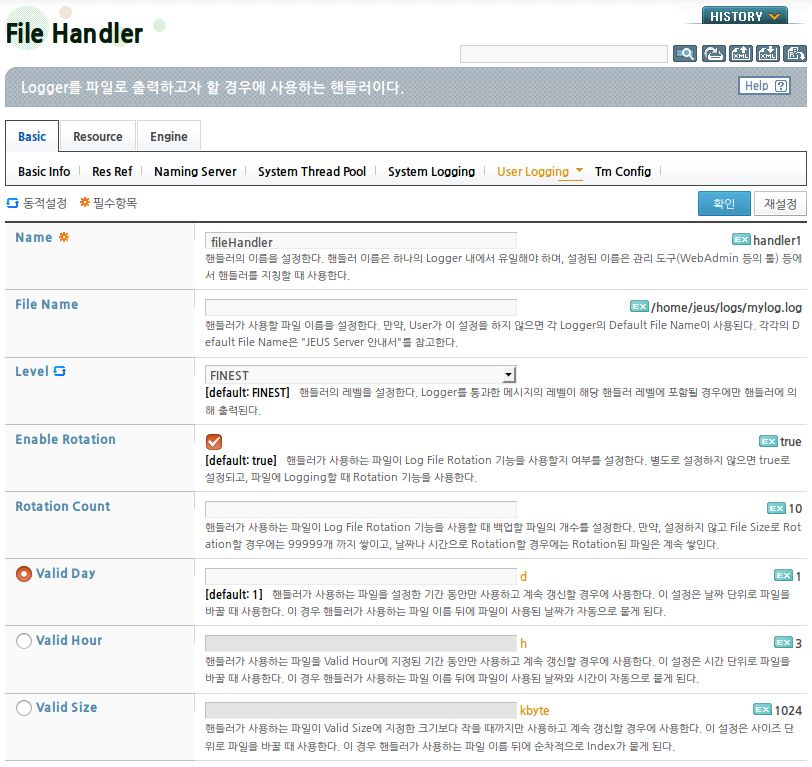 File Handler
HISTORY
Logger를 파일로 출력하고자 할 경우에 사용하는 핸들러이다.
Help ?
Basic Resource Engine
Basic Info Res Ref Naming Server System Thread Pool System Logging User Logging Tm Config
동적설정 필수항목 확인 재설정
Name
fileHandler EX handler1
핸들러의 이름을 설정한다. 핸들러 이름은 하나의 Logger 내에서 유일해야 하며, 설정된 이름은 관리 도구(WebAdmin 등의 툴) 등에
서 핸들러를 지칭할 때 사용한다.
File Name
EX /home/jeus/logs/mylog.log
핸들러가 사용할 파일 이름을 설정한다. 만약, User가 이 설정을 하지 않으면 각 Logger의 Default File Name이 사용된다. 각각의 D
efault File Name은 "JEUS Server 안내서"를 참고한다.
Level
FINEST
[default: FINEST] 핸들러의 레벨을 설정한다. Logger를 통과한 메시지의 레벨이 해당 핸들러 레벨에 포함될 경우에만 핸들러에 의
해 출력된다.
Enable Rotation
EX true
[default: true] 핸들러가 사용하는 파일이 Log File Rotation 기능을 사용할지 여부를 설정한다. 별도로 설정하지 않으면 true로
설정되고, 파일에 Logging할 때 Rotation 기능을 사용한다.
Rotation Count
EX 10
핸들러가 사용하는 파일이 Log File Rotation 기능을 사용할 때 백업할 파일의 개수를 설정한다. 만약, 설정하지 않고 File Size로 Rot
ation할 경우에는 99999개 까지 쌓이고, 날짜나 시간으로 Rotation할 경우에는 Rotation된 파일은 계속 쌓인다.
Valid Day
d EX 1
[default: 1] 핸들러가 사용하는 파일을 설정한 기간 동안만 사용하고 계속 갱신할 경우에 사용한다. 이 설정은 날짜 단위로 파일을
바꿀 때 사용한다. 이 경우 핸들러가 사용하는 파일 이름 뒤에 파일이 사용된 날짜가 자동으로 붙게 된다.
Valid Hour
h EX 3
핸들러가 사용하는 파일을 Valid Hour에 지정된 기간 동안만 사용하고 계속 갱신할 경우에 사용한다. 이 설정은 시간 단위로 파일을
바꿀 때 사용한다. 이 경우 핸들러가 사용하는 파일 이름 뒤에 파일이 사용된 날짜와 시간이 자동으로 붙게 된다.
Valid Size
kbyte EX 1024
핸들러가 사용하는 파일이 Valid Size에 지정한 크기보다 작을 때까지만 사용하고 계속 갱신할 경우에 사용한다. 이 설정은 사이즈 단
위로 파일을 바꿀 때 사용한다. 이 경우 핸들러가 사용하는 파일 이름 뒤에 순차적으로 Index가 붙게 된다.